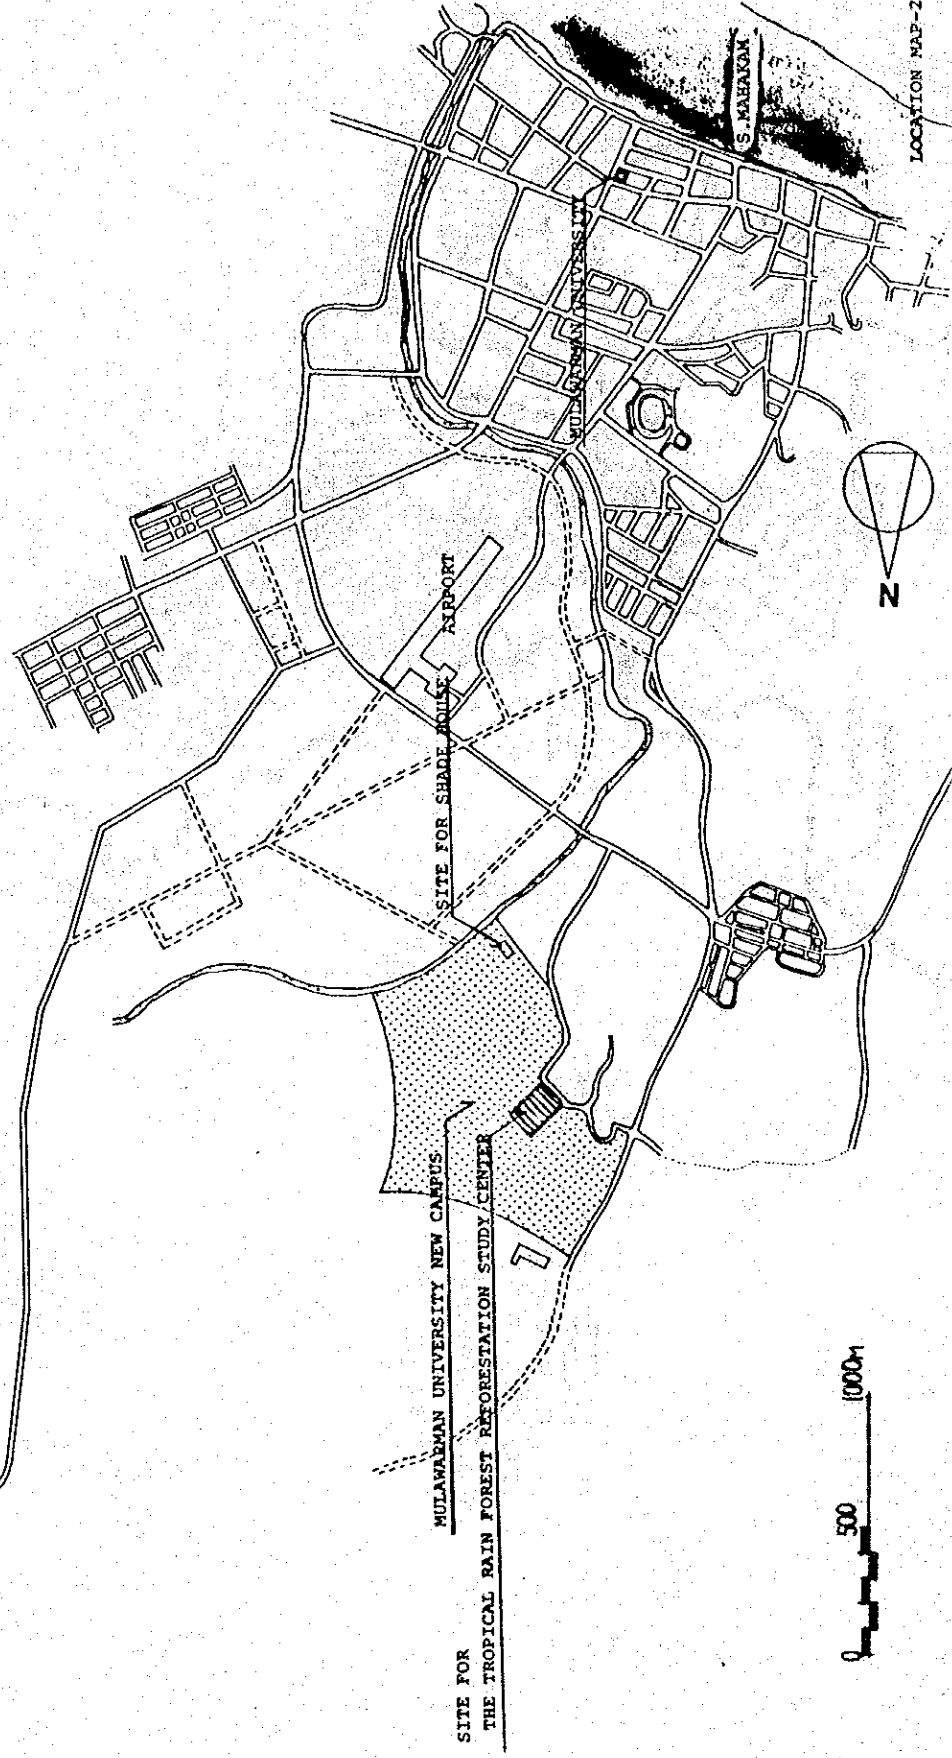 LOCATION MAP-2
S.MAHAKAM
MULAWARMAN UNIVERSITY
AIRPORT
SITE FOR SHADE HOUSE
MULAWARMAN UNIVERSITY NEW CAMPUS
SITE FOR
THE TROPICAL RAIN FOREST REFORESTATION STUDY CENTER
N
0 500 1000M